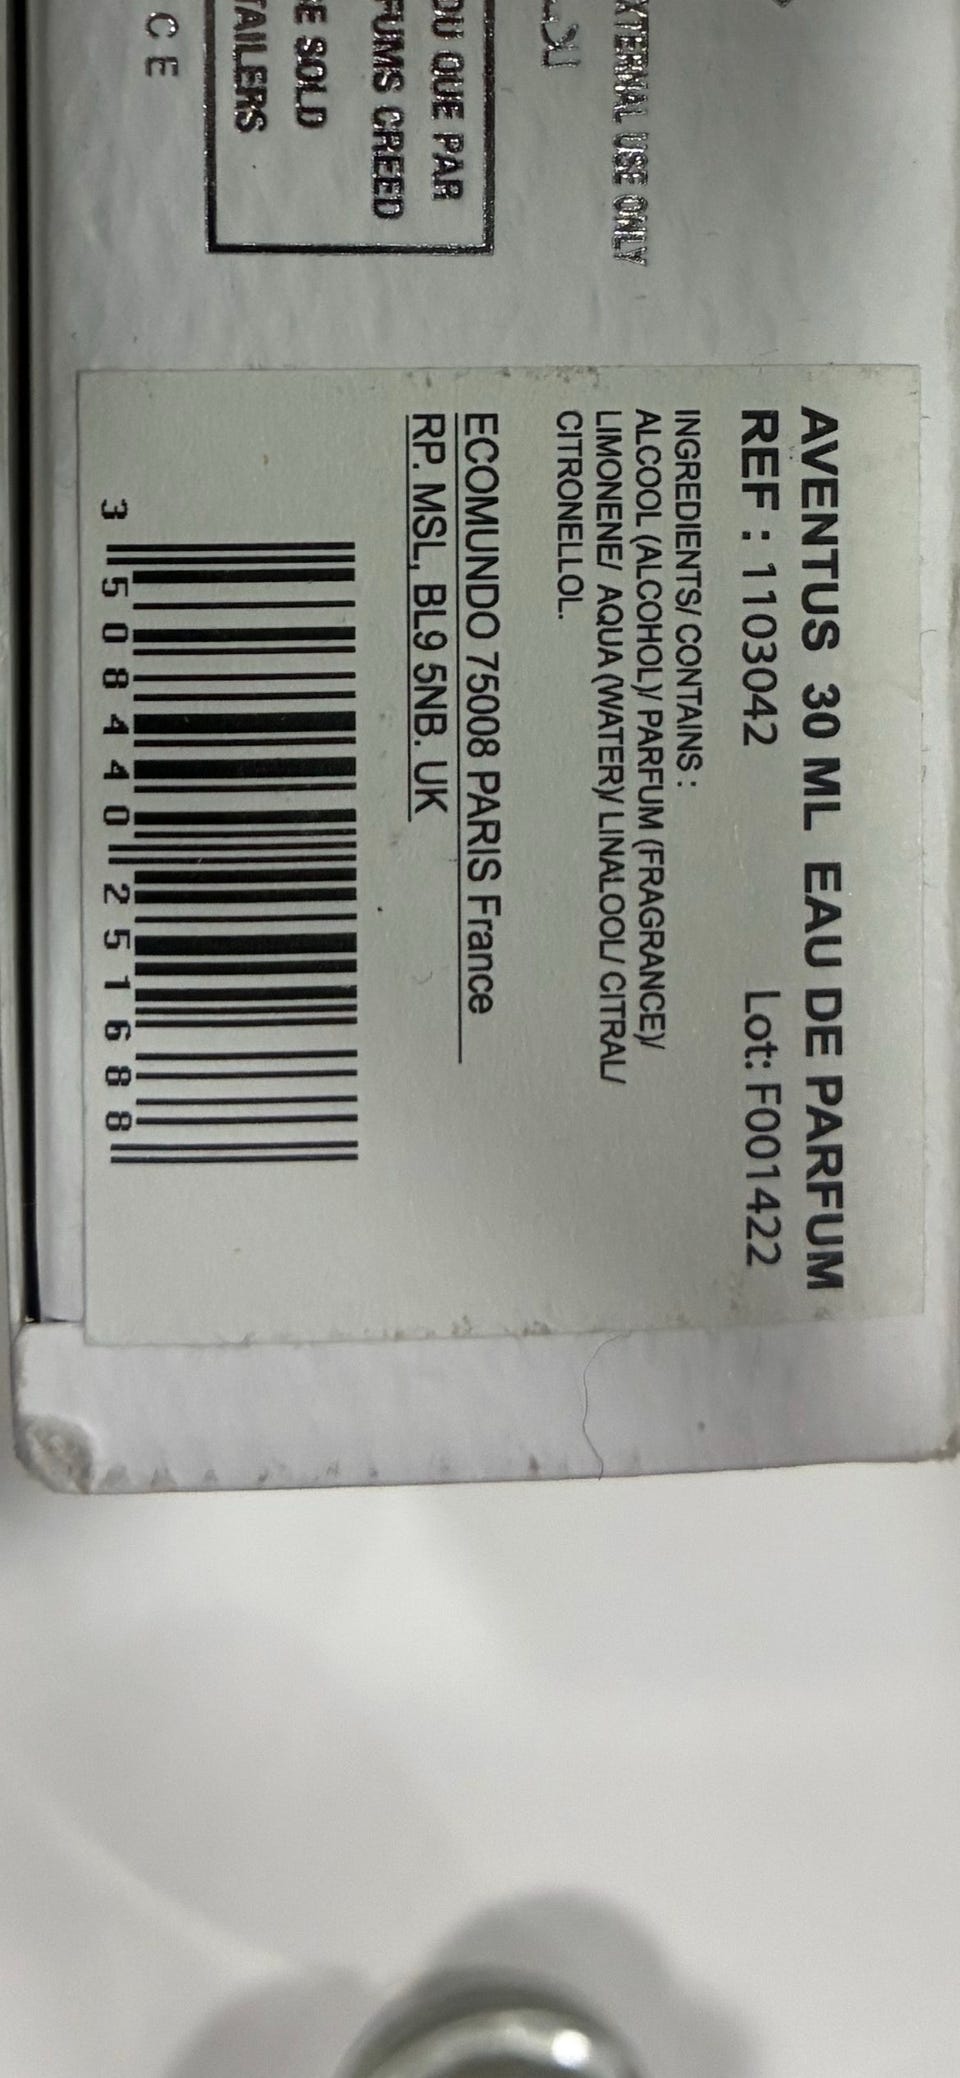 XTERNAL USE ONLY
DU QUE PAR
FUMS CREED
BE SOLD
TAILERS
C E
AVENTUS 30 ML EAU DE PARFUM
REF : 1103042 Lot: F001422
INGREDIENTS/ CONTAINS :
ALCOOL (ALCOHOL)/ PARFUM (FRAGRANCE)/
LIMONENE/ AQUA (WATER)/ LINALOOL/ CITRAL/
CITRONELLOL.
ECOMUNDO 75008 PARIS France
RP. MSL, BL9 5NB. UK
3 508440 251688